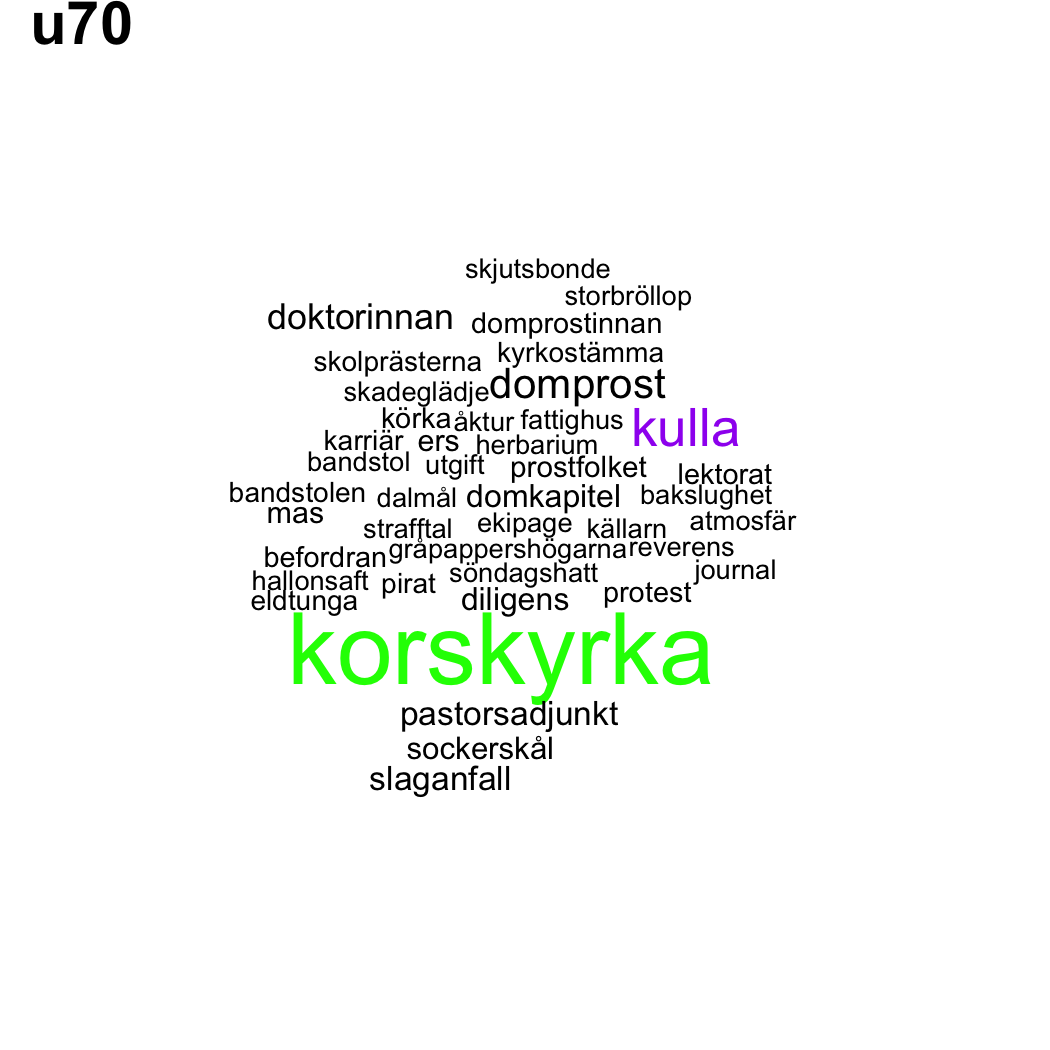 u70
skjutsbonde
storbröllop
doktorinnan domprostinnan
skolprästerna kyrkostämma
skadeglädje domprost
körka åktur fattighus kulla
karriär ers herbarium
bandstol utgift prostfolket lektorat
bandstolen dalmål domkapitel bakslughet
mas strafftal ekipage källarn atmosfär
befordran gråpappershögarna reverens
hallonsaft pirat söndagshatt journal
eldtunga diligens protest
korskyrka
pastorsadjunkt
sockerskål
slaganfall